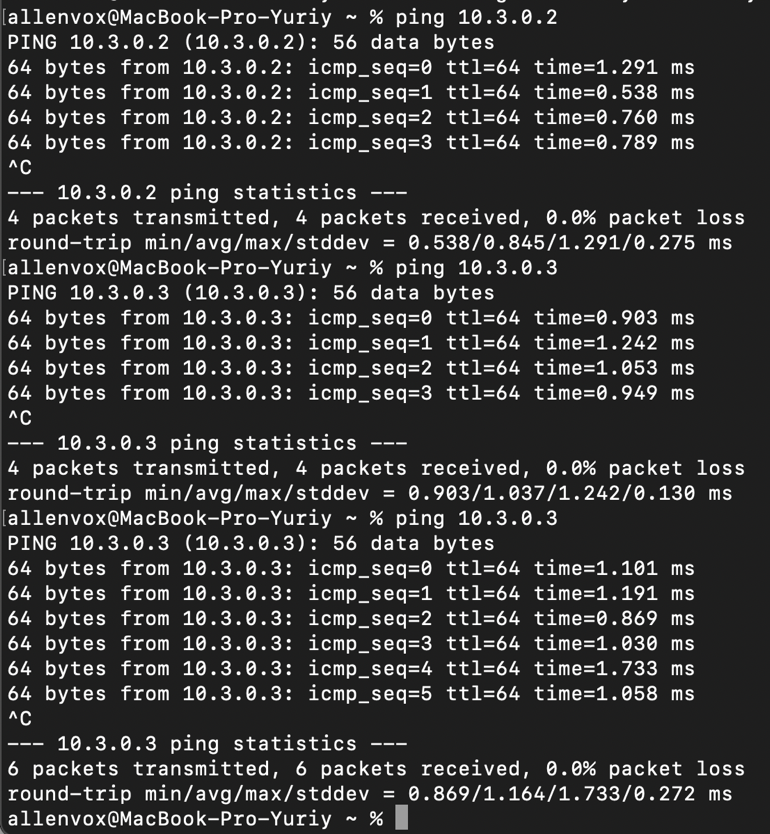 [allenvox@MacBook-Pro-Yuriy ~ % ping 10.3.0.2
PING 10.3.0.2 (10.3.0.2): 56 data bytes
64 bytes from 10.3.0.2: icmp_seq=0 ttl=64 time=1.291 ms
64 bytes from 10.3.0.2: icmp_seq=1 ttl=64 time=0.538 ms
64 bytes from 10.3.0.2: icmp_seq=2 ttl=64 time=0.760 ms
64 bytes from 10.3.0.2: icmp_seq=3 ttl=64 time=0.789 ms
^C
--- 10.3.0.2 ping statistics ---
4 packets transmitted, 4 packets received, 0.0% packet loss
round-trip min/avg/max/stddev = 0.538/0.845/1.291/0.275 ms
[allenvox@MacBook-Pro-Yuriy ~ % ping 10.3.0.3
PING 10.3.0.3 (10.3.0.3): 56 data bytes
64 bytes from 10.3.0.3: icmp_seq=0 ttl=64 time=0.903 ms
64 bytes from 10.3.0.3: icmp_seq=1 ttl=64 time=1.242 ms
64 bytes from 10.3.0.3: icmp_seq=2 ttl=64 time=1.053 ms
64 bytes from 10.3.0.3: icmp_seq=3 ttl=64 time=0.949 ms
^C
--- 10.3.0.3 ping statistics ---
4 packets transmitted, 4 packets received, 0.0% packet loss
round-trip min/avg/max/stddev = 0.903/1.037/1.242/0.130 ms
[allenvox@MacBook-Pro-Yuriy ~ % ping 10.3.0.3
PING 10.3.0.3 (10.3.0.3): 56 data bytes
64 bytes from 10.3.0.3: icmp_seq=0 ttl=64 time=1.101 ms
64 bytes from 10.3.0.3: icmp_seq=1 ttl=64 time=1.191 ms
64 bytes from 10.3.0.3: icmp_seq=2 ttl=64 time=0.869 ms
64 bytes from 10.3.0.3: icmp_seq=3 ttl=64 time=1.030 ms
64 bytes from 10.3.0.3: icmp_seq=4 ttl=64 time=1.733 ms
64 bytes from 10.3.0.3: icmp_seq=5 ttl=64 time=1.058 ms
^C
--- 10.3.0.3 ping statistics ---
6 packets transmitted, 6 packets received, 0.0% packet loss
round-trip min/avg/max/stddev = 0.869/1.164/1.733/0.272 ms
allenvox@MacBook-Pro-Yuriy ~ %